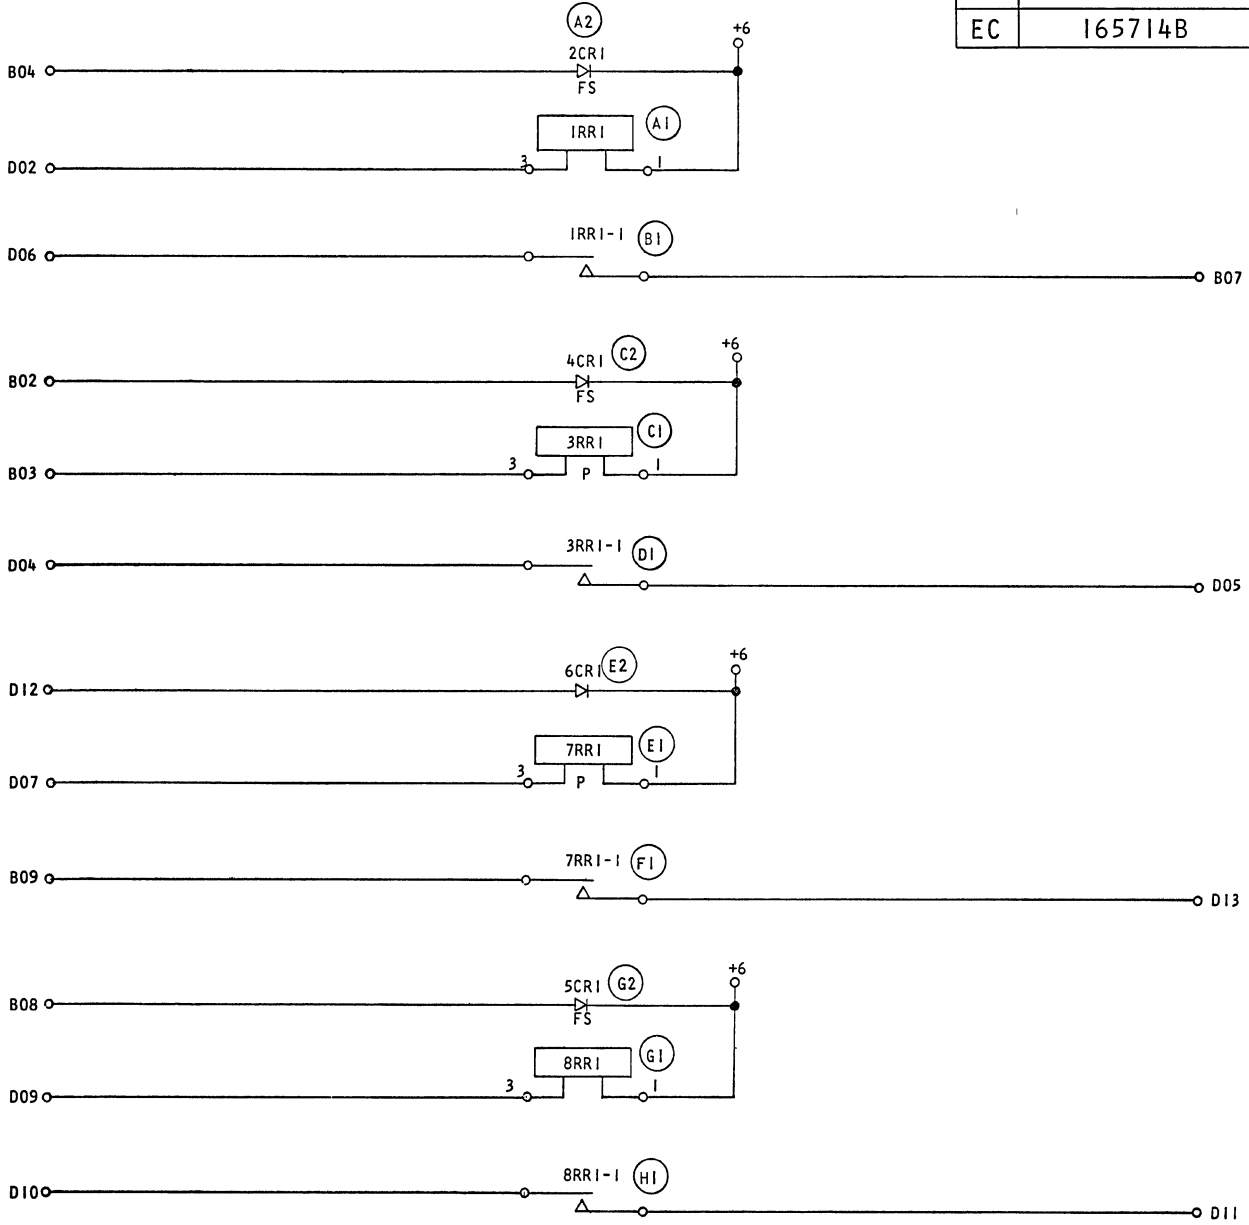 EC 165714B
A2
+6
2CR1
B04
FS
A1
1RR1
D02 3 1
1RR1-1 B1
D06
B07
+6
4CR1 C2
B02
FS
C1
3RR1
3 1
B03 P
3RR1-1 D1
D04
D05
+6
6CR1 E2
D12
E1
7RR1
3 1
D07 P
7RR1-1 F1
B09
D13
+6
5CR1 G2
B08
FS
G1
8RR1
3 1
D09
8RR1-1 H1
D10
D11